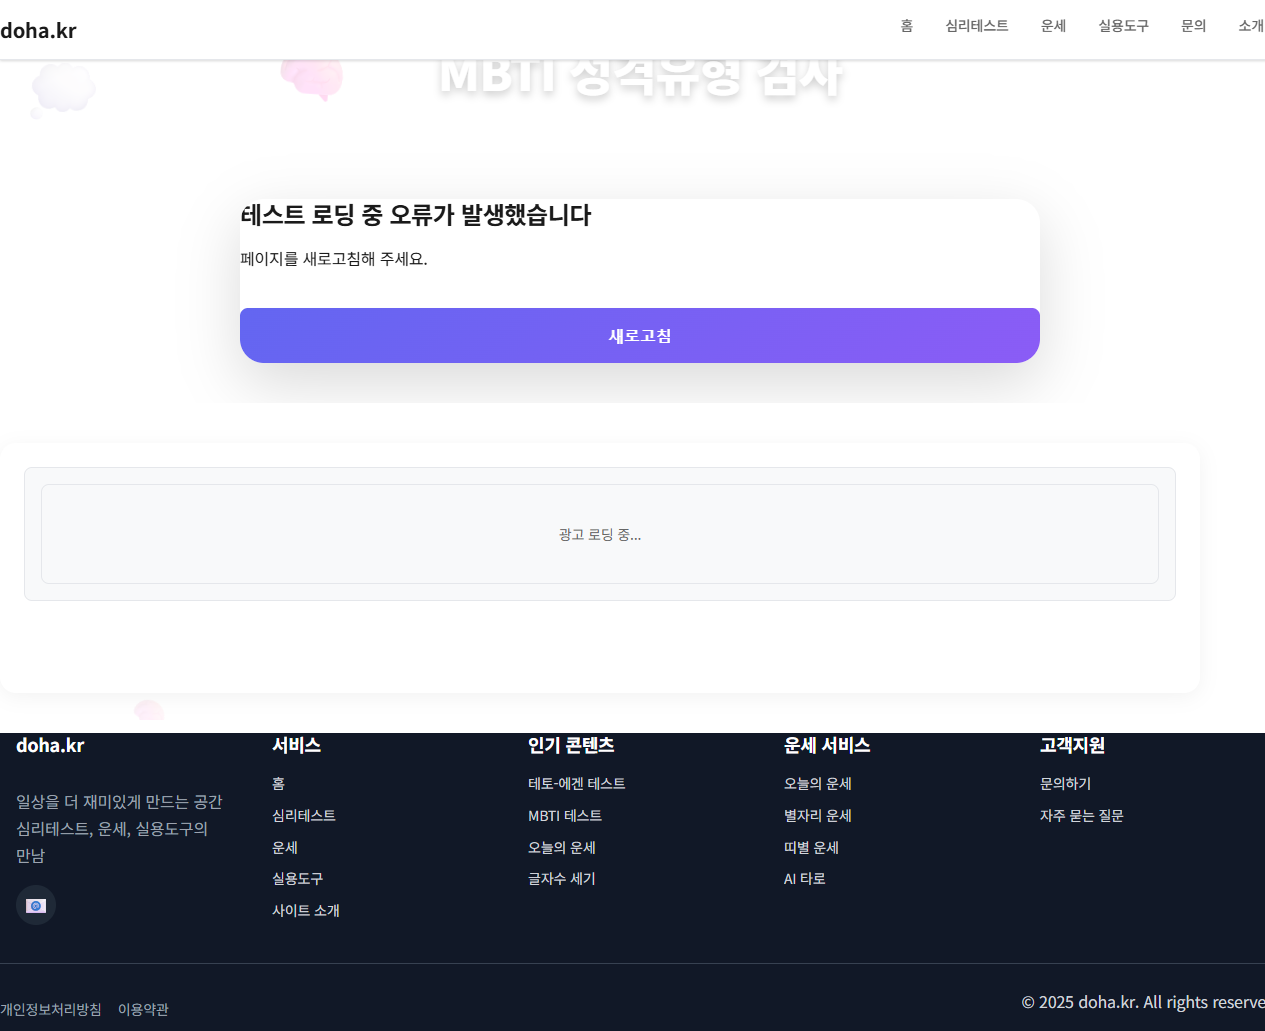 doha.kr
홈 심리테스트 운세 실용도구 문의 소개
MBTI 성격유형 검사
테스트 로딩 중 오류가 발생했습니다
페이지를 새로고침해 주세요.
새로고침
광고 로딩 중...
doha.kr
일상을 더 재미있게 만드는 공간
심리테스트, 운세, 실용도구의
만남
서비스
홈
심리테스트
운세
실용도구
사이트 소개
인기 콘텐츠
테토-에겐 테스트
MBTI 테스트
오늘의 운세
글자수 세기
운세 서비스
오늘의 운세
별자리 운세
띠별 운세
AI 타로
고객지원
문의하기
자주 묻는 질문
개인정보처리방침 이용약관
© 2025 doha.kr. All rights reserve